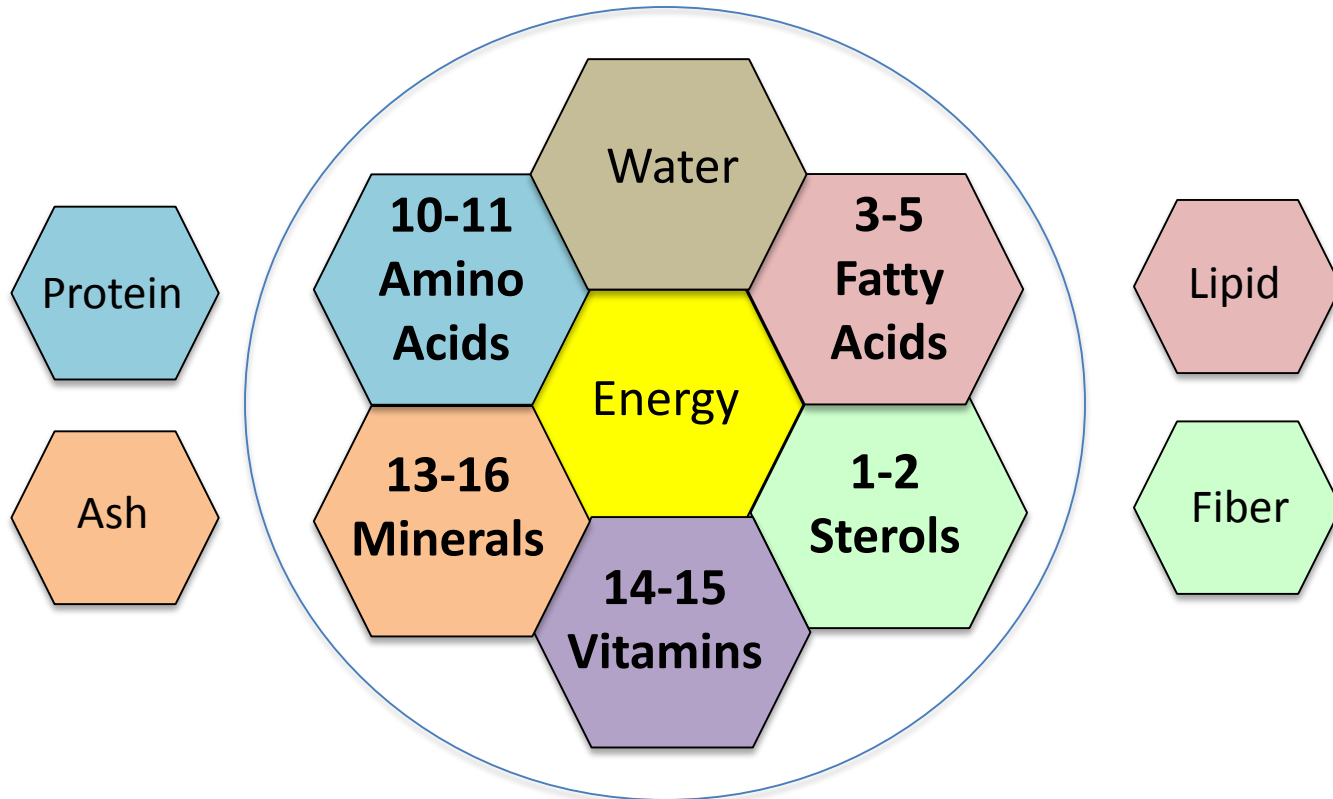 Water
10-11
Amino
Acids
3-5
Fatty
Acids
Protein
Lipid
Energy
13-16
Minerals
1-2
Sterols
Ash
Fiber
14-15
Vitamins